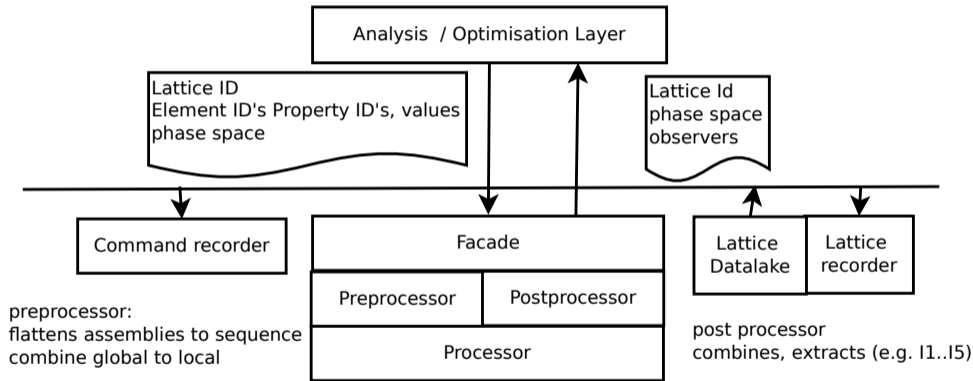 Analysis / Optimisation Layer
Lattice ID
Element ID's Property ID's, values
phase space
Lattice Id
phase space
observers
Command recorder
Facade
Lattice
Datalake
Lattice
recorder
Preprocessor
Postprocessor
Processor
preprocessor:
flattens assemblies to sequence
combine global to local
post processor
combines, extracts (e.g. I1..I5)